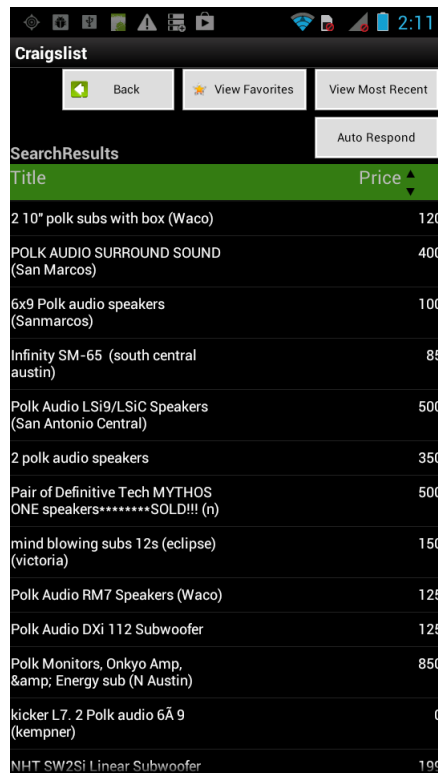 2:11
Craigslist
Back
View Favorites
View Most Recent
Auto Respond
SearchResults
Title Price
2 10" polk subs with box (Waco) 120
POLK AUDIO SURROUND SOUND 400
(San Marcos)
6x9 Polk audio speakers 100
(Sanmarcos)
Infinity SM-65 (south central 85
austin)
Polk Audio LSi9/LSiC Speakers 500
(San Antonio Central)
2 polk audio speakers 350
Pair of Definitive Tech MYTHOS 500
ONE speakers********SOLD!!! (n)
mind blowing subs 12s (eclipse) 150
(victoria)
Polk Audio RM7 Speakers (Waco) 125
Polk Audio DXi 112 Subwoofer 125
Polk Monitors, Onkyo Amp, 850
&amp; Energy sub (N Austin)
kicker L7. 2 Polk audio 6Ã 9 0
(kempner)
NHT SW2Si Linear Subwoofer 199